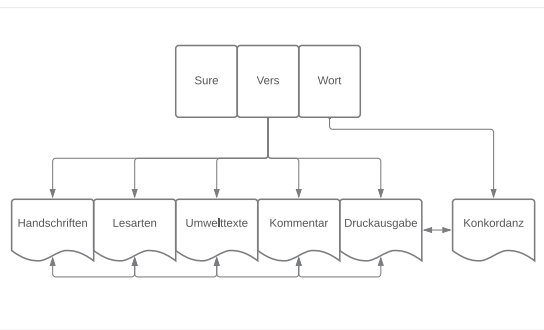 Sure Vers Wort
Handschriften Lesarten Umwelttexte Kommentar Druckausgabe Konkordanz